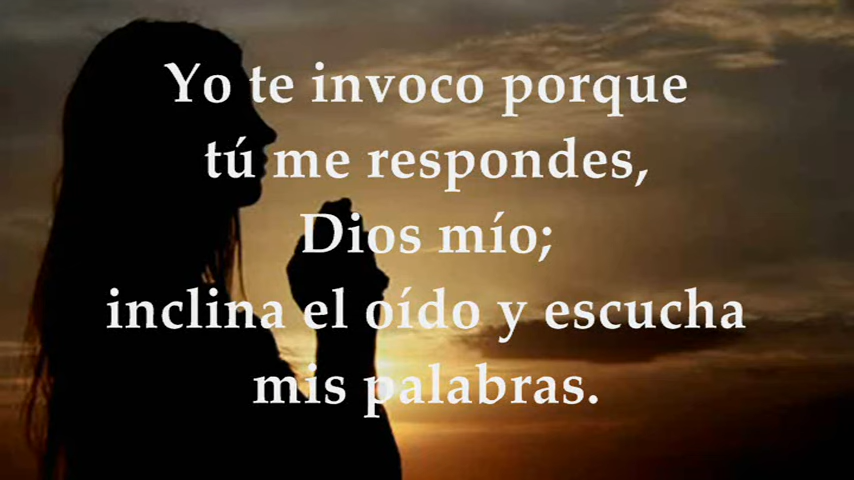 Yo te invoco porque
tú me respondes,
Dios mío;
inclina el oído y escucha
mis palabras.